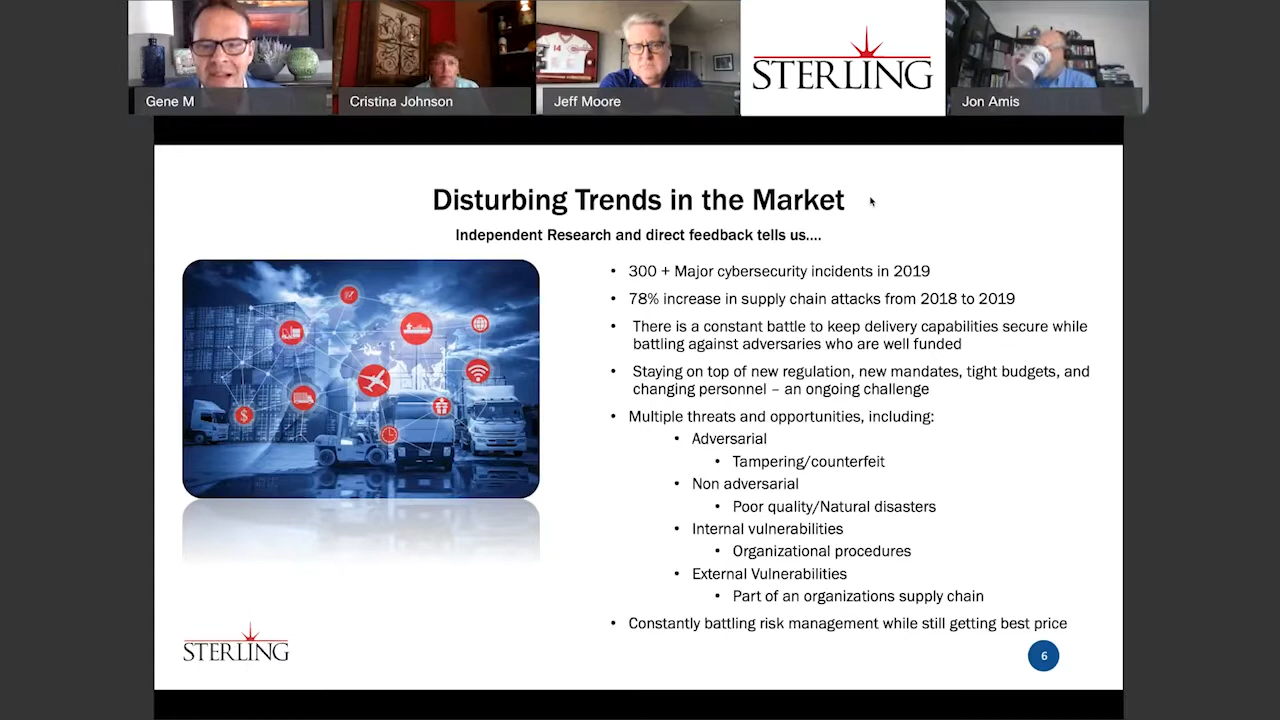 STERLING
Gene M
Cristina Johnson
Jeff Moore
Jon Amis
14
Disturbing Trends in the Market
Independent Research and direct feedback tells us....
• 300 + Major cybersecurity incidents in 2019
• 78% increase in supply chain attacks from 2018 to 2019
• There is a constant battle to keep delivery capabilities secure while
battling against adversaries who are well funded
• Staying on top of new regulation, new mandates, tight budgets, and
changing personnel – an ongoing challenge
• Multiple threats and opportunities, including:
• Adversarial
• Tampering/counterfeit
• Non adversarial
• Poor quality/Natural disasters
• Internal vulnerabilities
• Organizational procedures
• External Vulnerabilities
• Part of an organizations supply chain
• Constantly battling risk management while still getting best price
$
STERLING
6